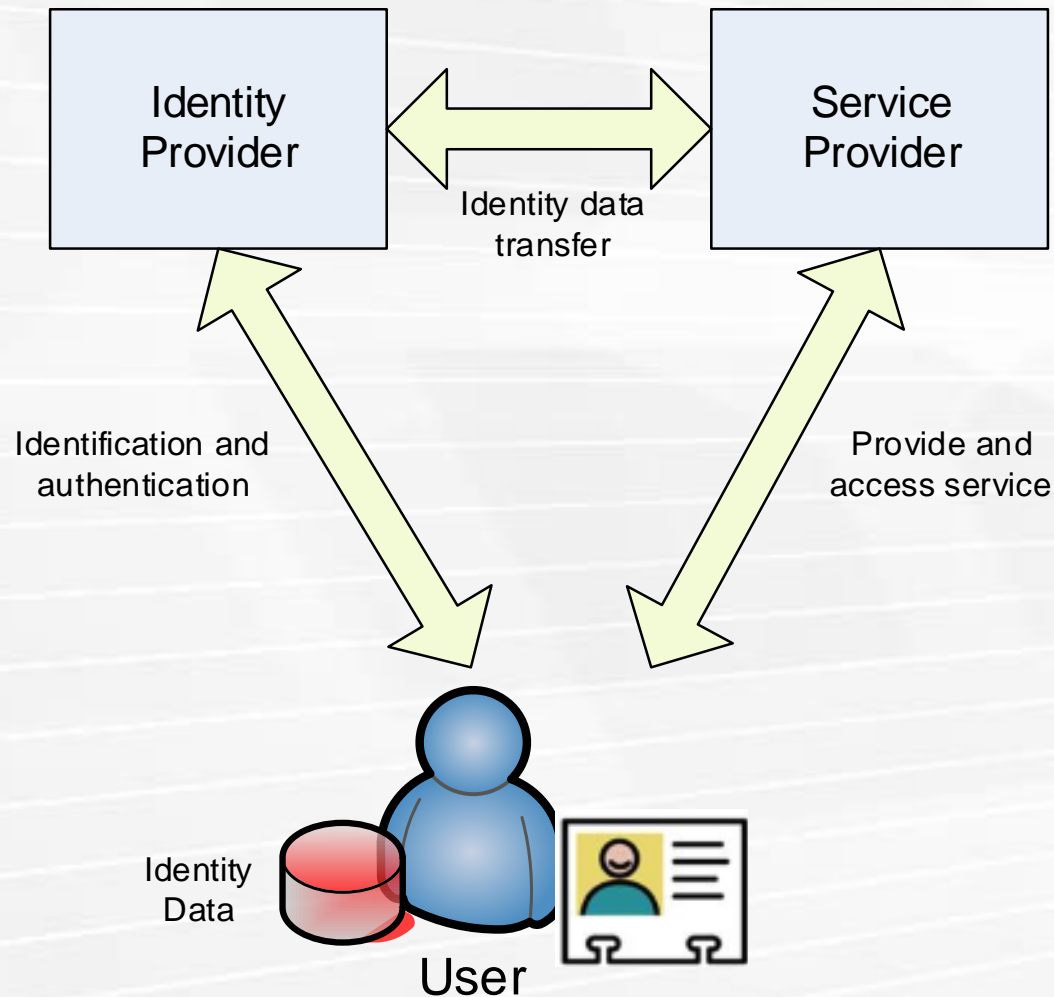 Identity
Provider
Service
Provider
Identity data
transfer
Identification and
authentication
Provide and
access service
Identity
Data
User